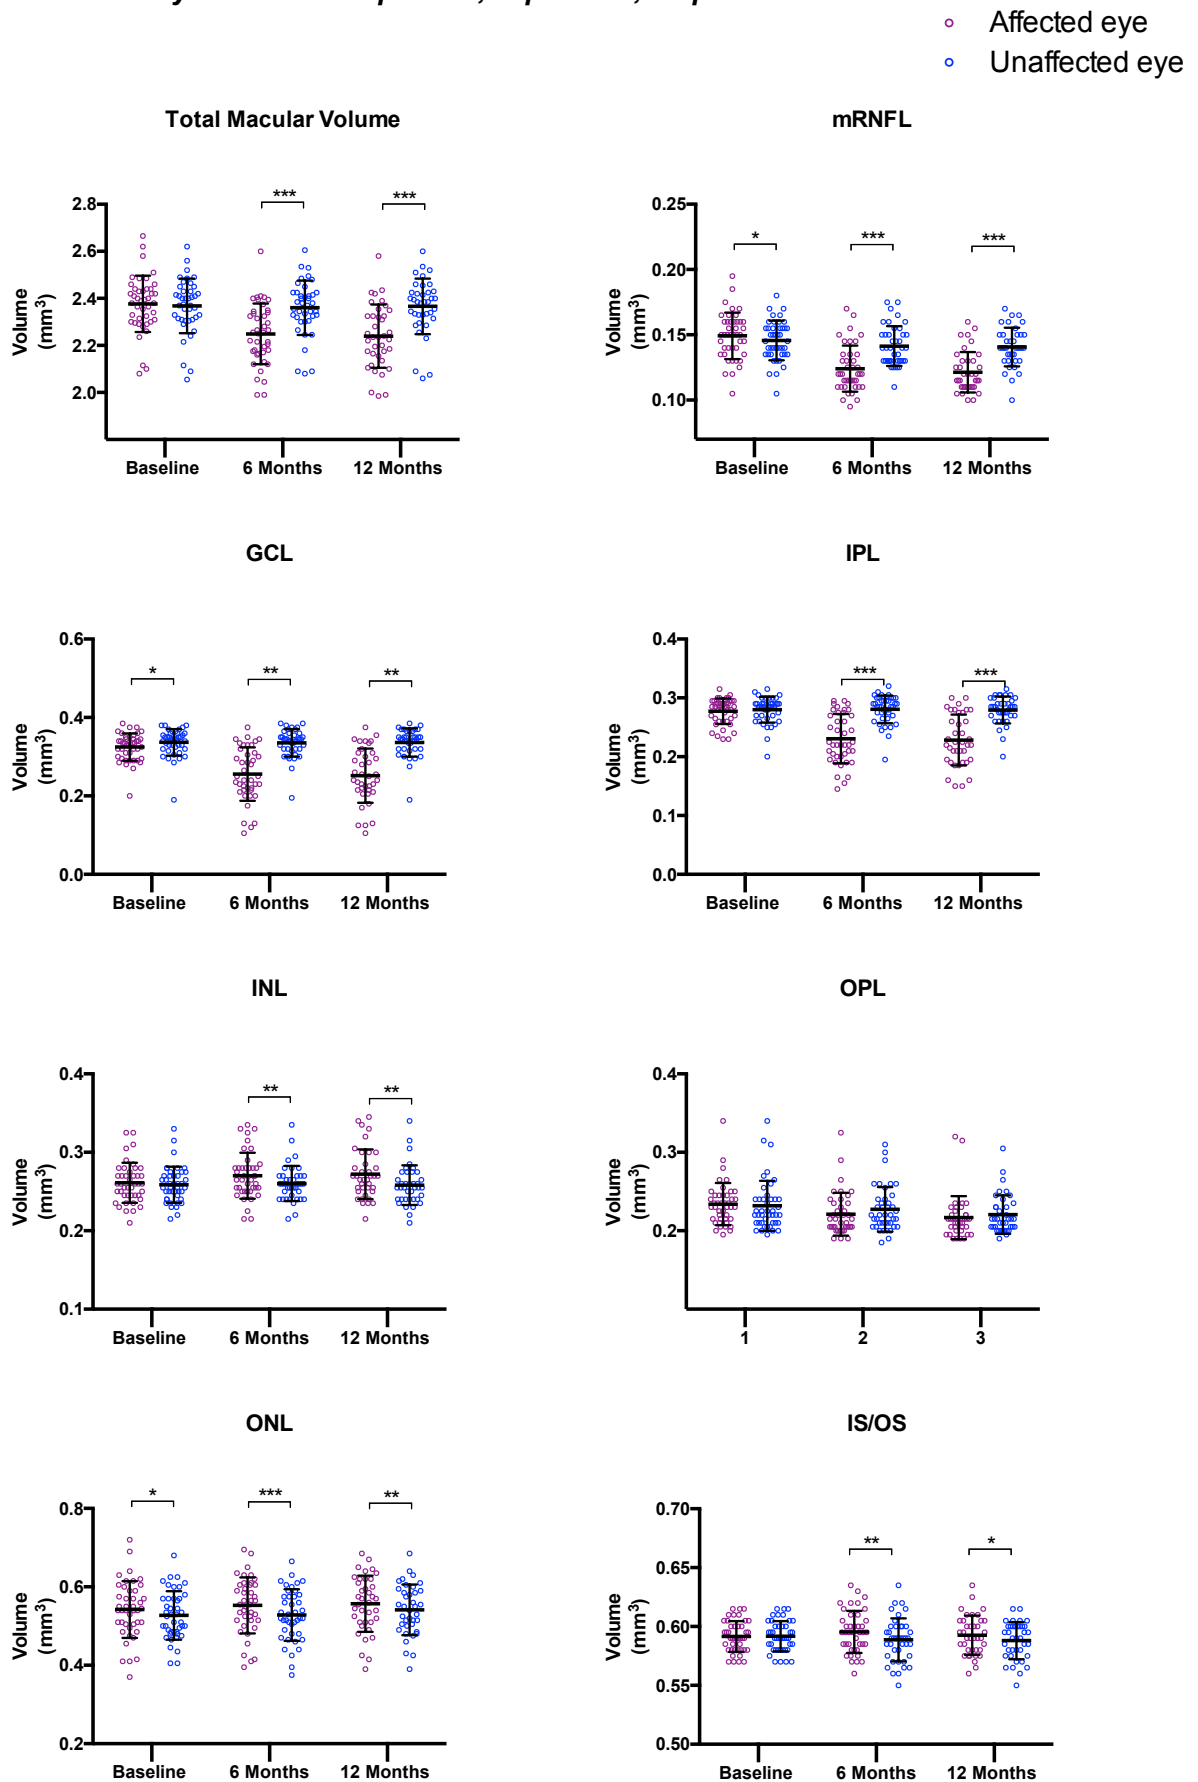 Affected eye
Unaffected eye
Total Macular Volume
mRNFL
2.8
2.6
2.4
2.2
2.0
Volume
(mm³)
***
***
Baseline
6 Months
12 Months
0.25
0.20
0.15
0.10
Volume
(mm³)
*
***
***
Baseline
6 Months
12 Months
GCL
IPL
0.6
0.4
0.2
0.0
Volume
(mm³)
*
**
**
Baseline
6 Months
12 Months
0.4
0.3
0.2
0.1
0.0
Volume
(mm³)
***
***
Baseline
6 Months
12 Months
INL
OPL
0.4
0.3
0.2
0.1
Volume
(mm³)
**
**
Baseline
6 Months
12 Months
0.4
0.3
0.2
Volume
(mm³)
1
2
3
ONL
IS/OS
0.8
0.6
0.4
0.2
Volume
(mm³)
*
***
**
Baseline
6 Months
12 Months
0.70
0.65
0.60
0.55
0.50
Volume
(mm³)
**
*
Baseline
6 Months
12 Months